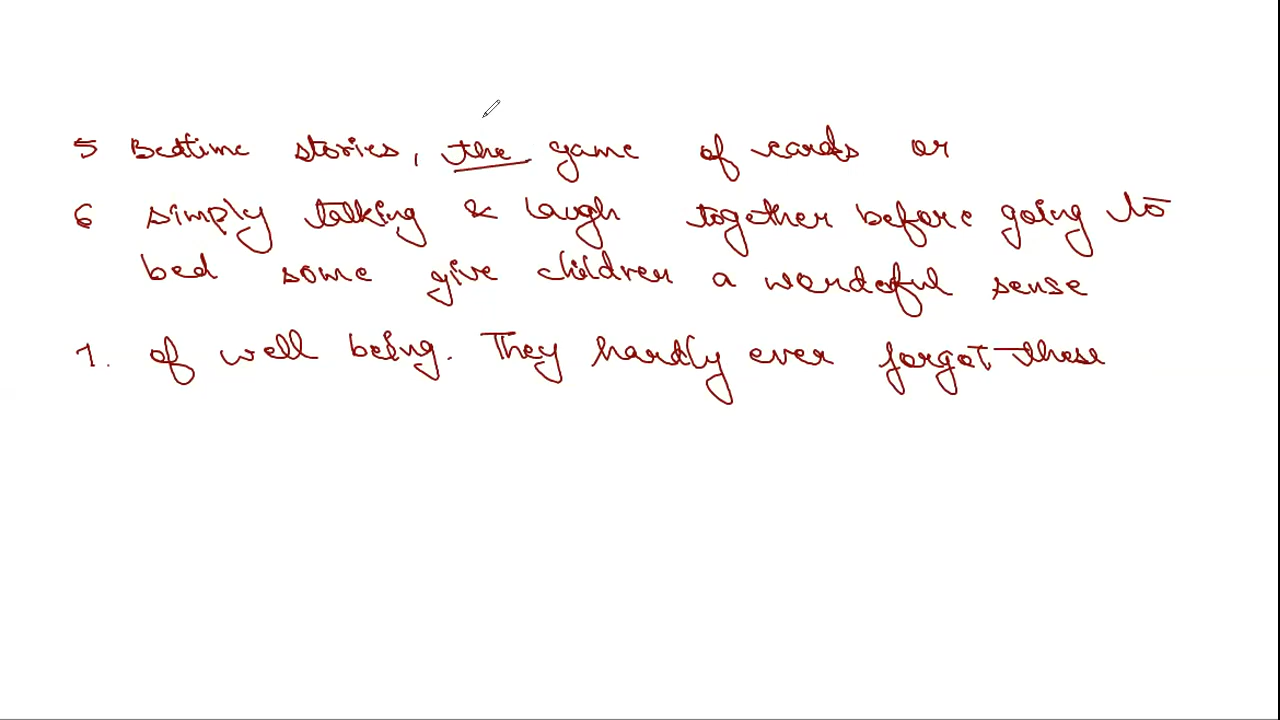 5 Bedtime stories, the game of cards or
6 simply talking & laugh together before going to
bed some give children a wonderful sense
7. of well being. They hardly ever forgot these